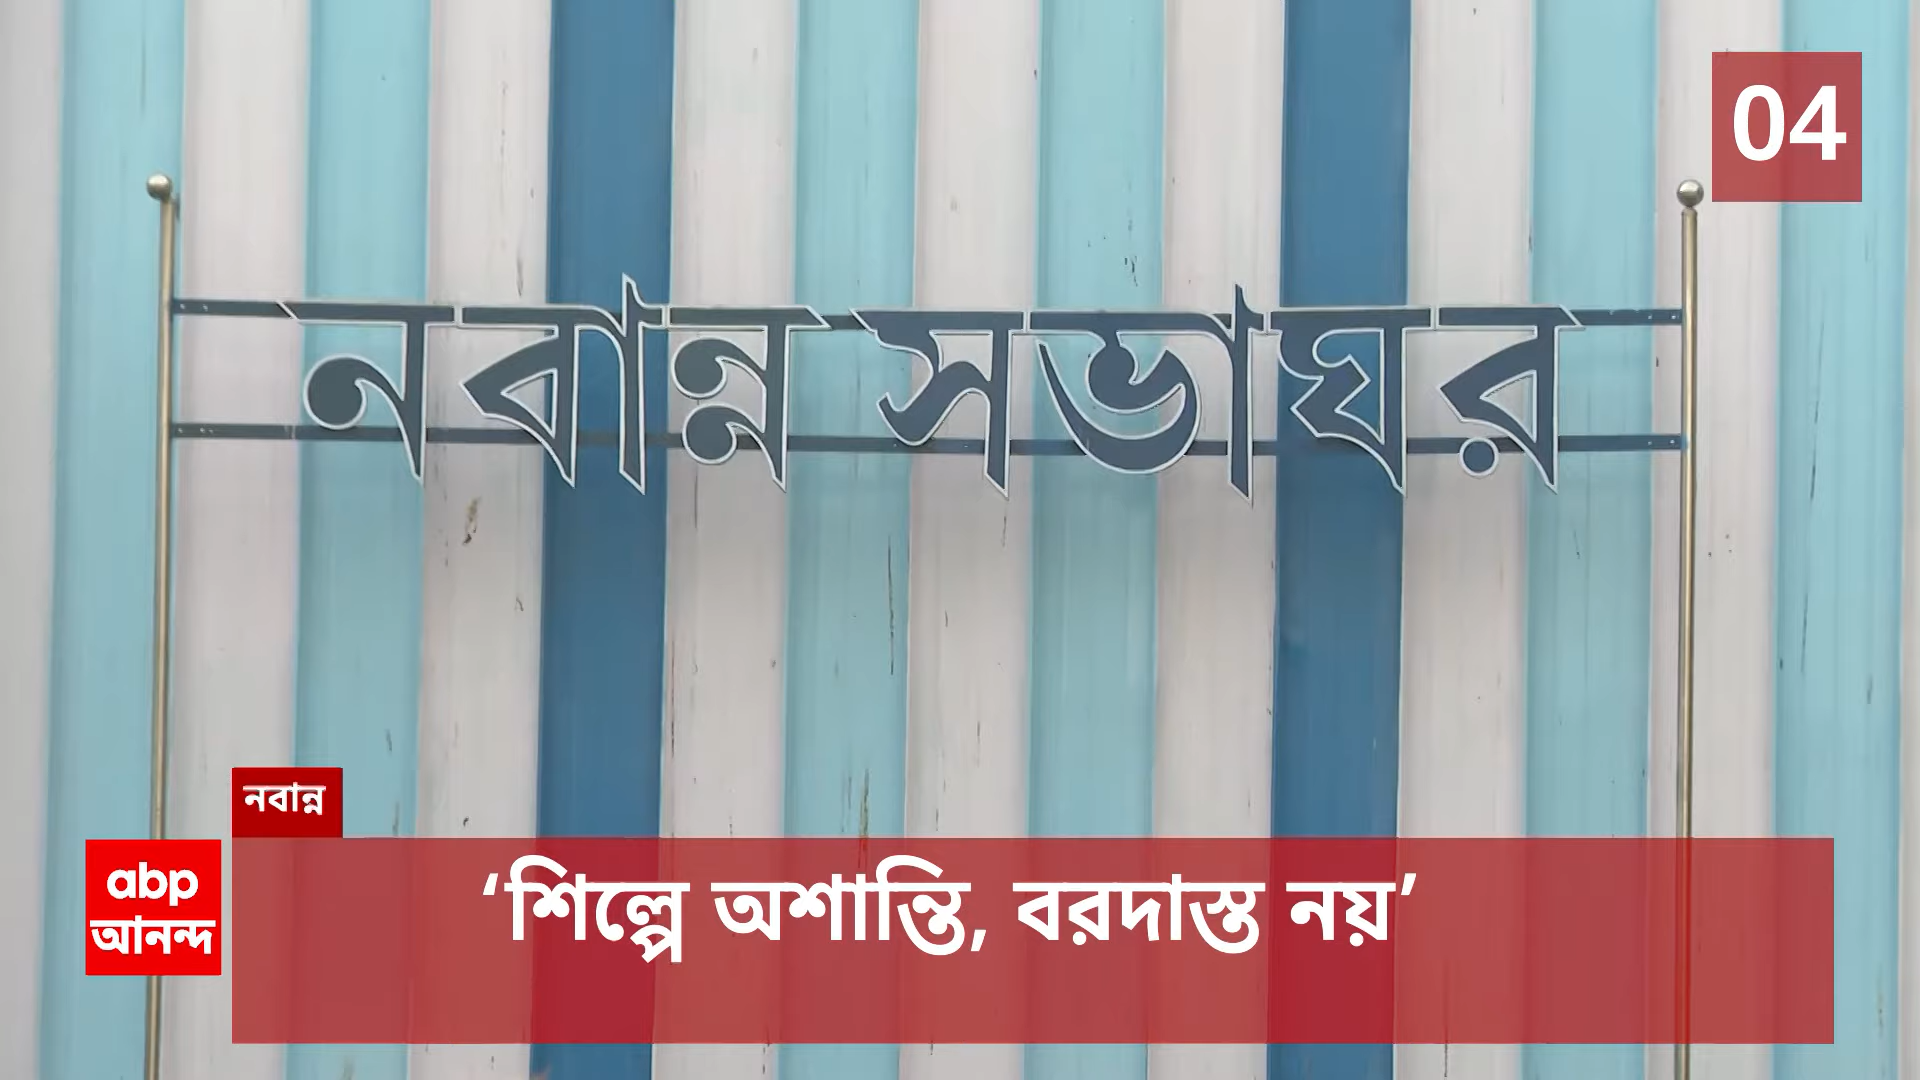 04
নবান্ন সভাঘর
নবান্ন
abp
আনন্দ
‘শিল্পে অশান্তি, বরদাস্ত নয়’